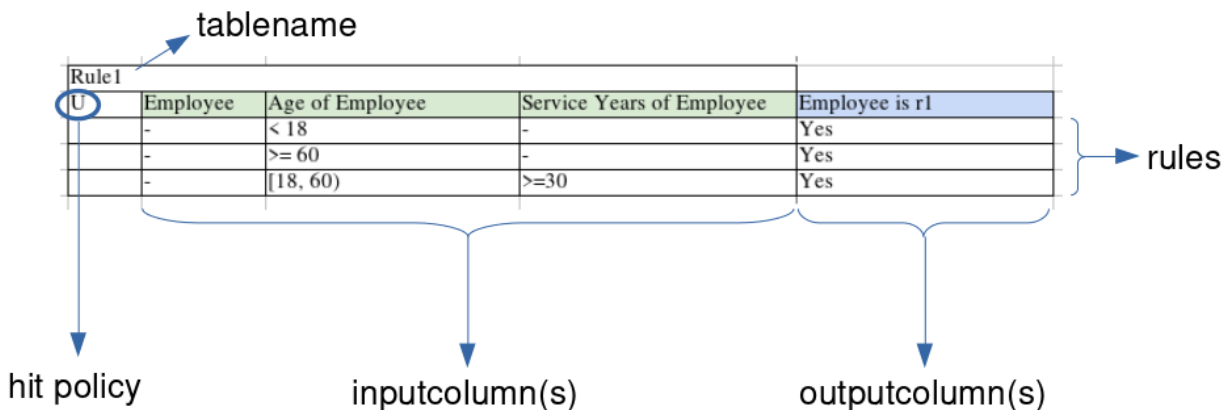 tablename
Rule1
U Employee Age of Employee Service Years of Employee Employee is r1
- < 18 - Yes
- >= 60 - Yes
- [18, 60) >=30 Yes
rules
hit policy inputcolumn(s) outputcolumn(s)